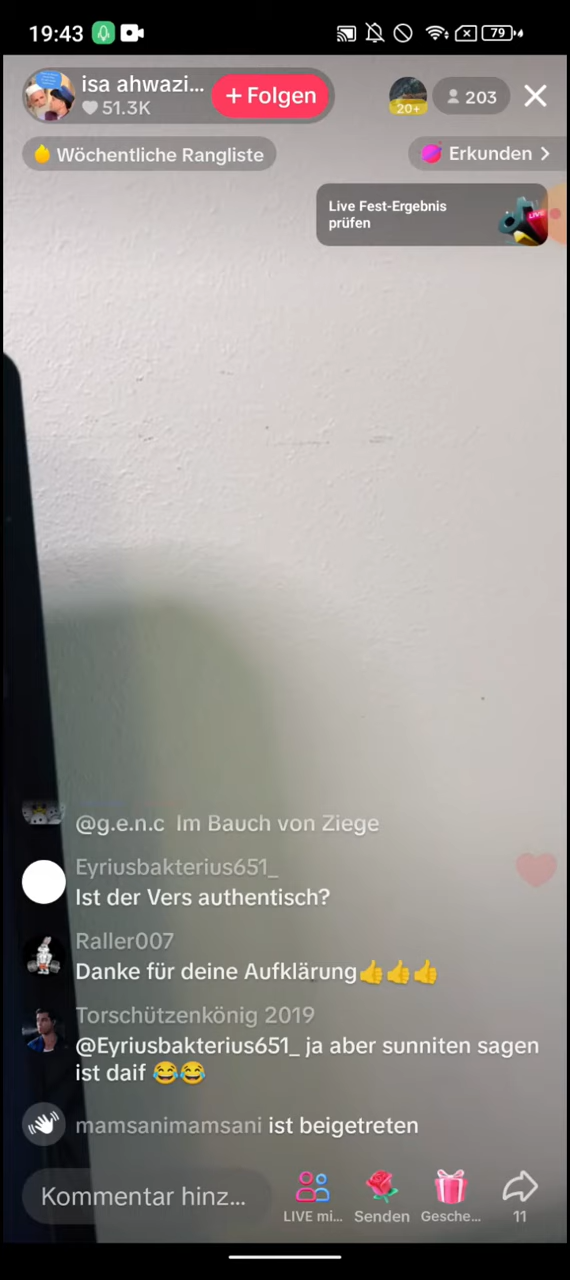 19:43
79
isa ahwazi...
51.3K
+ Folgen
20+
203
Wöchentliche Rangliste
Erkunden >
Live Fest-Ergebnis
prüfen
LIVE
@g.e.n.c Im Bauch von Ziege
Eyriusbakterius651_
Ist der Vers authentisch?
Raller007
Danke für deine Aufklärung👍👍👍
Torschützenkönig 2019
@Eyriusbakterius651_ ja aber sunniten sagen
ist daif 😂😂
mamsanimamsani ist beigetreten
Kommentar hinz...
LIVE mi...
Senden
Gesche...
11